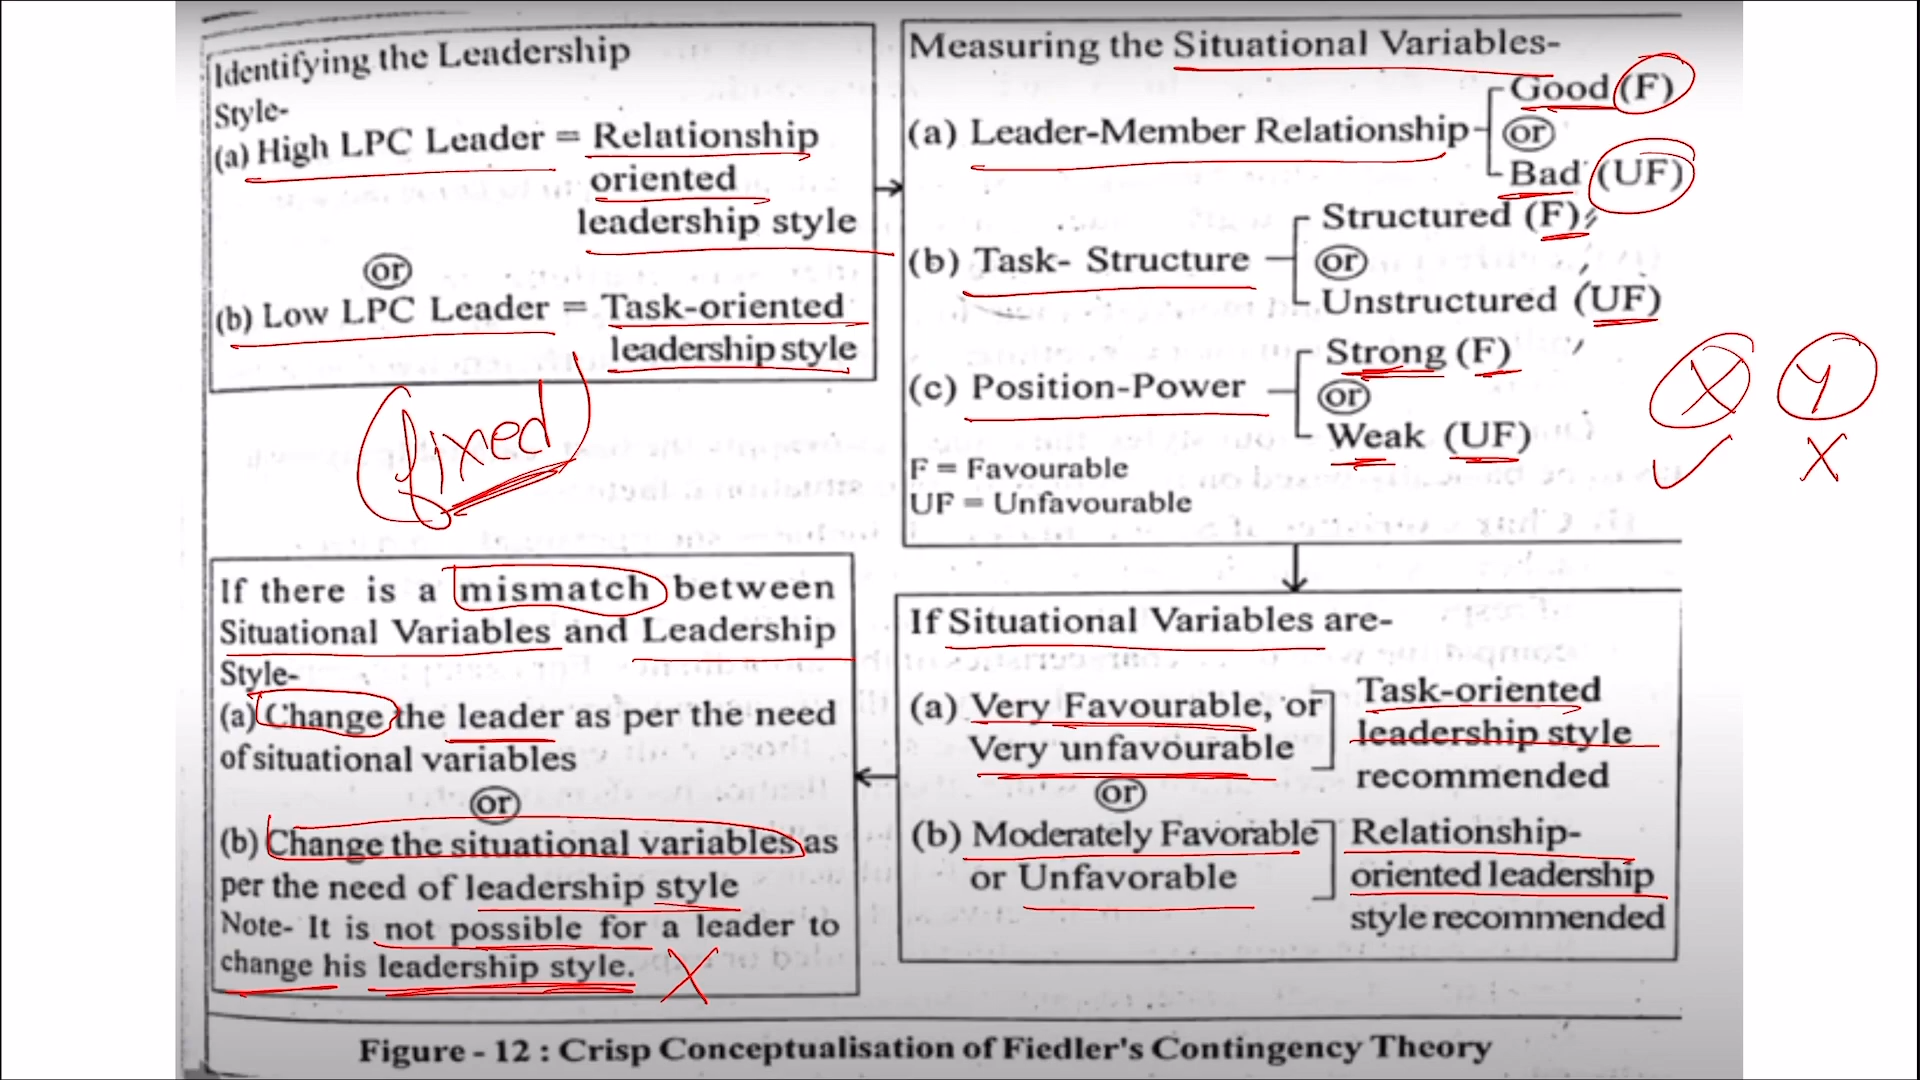 Identifying the Leadership
Style-
(a) High LPC Leader = Relationship
oriented
leadership style
or
(b) Low LPC Leader = Task-oriented
leadership style
fixed
Measuring the Situational Variables-
Good (F)
(a) Leader-Member Relationship
or
Bad (UF)
Structured (F)
(b) Task- Structure
or
Unstructured (UF)
Strong (F)
(c) Position-Power
or
Weak (UF)
F = Favourable
UF = Unfavourable
X Y
X
If Situational Variables are-
(a) Very Favourable, or
Very unfavourable
Task-oriented
leadership style
recommended
or
(b) Moderately Favorable
or Unfavorable
Relationship-
oriented leadership
style recommended
If there is a mismatch between
Situational Variables and Leadership
Style-
(a) Change the leader as per the need
of situational variables
or
(b) Change the situational variables as
per the need of leadership style
Note- It is not possible for a leader to
change his leadership style. X
Figure - 12 : Crisp Conceptualisation of Fiedler's Contingency Theory